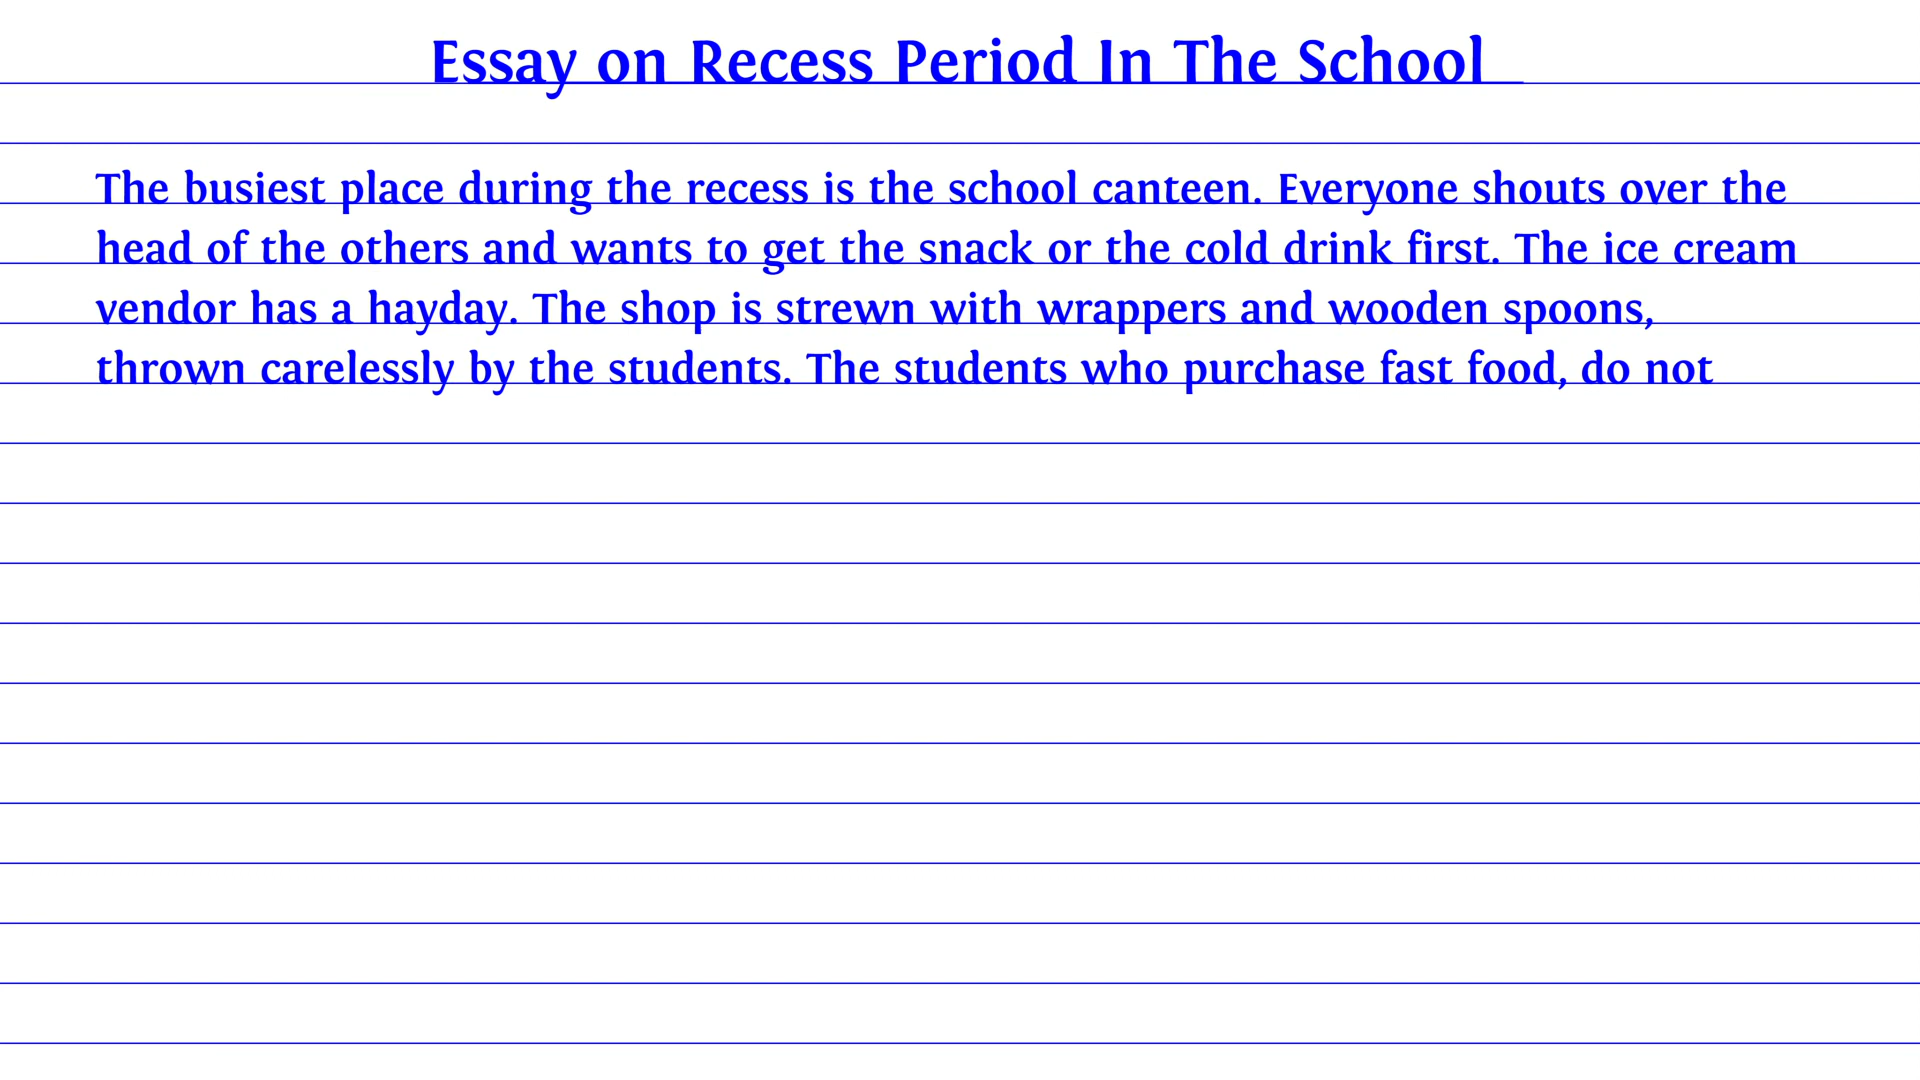 Essay on Recess Period In The School
The busiest place during the recess is the school canteen. Everyone shouts over the
head of the others and wants to get the snack or the cold drink first. The ice cream
vendor has a hayday. The shop is strewn with wrappers and wooden spoons,
thrown carelessly by the students. The students who purchase fast food, do not